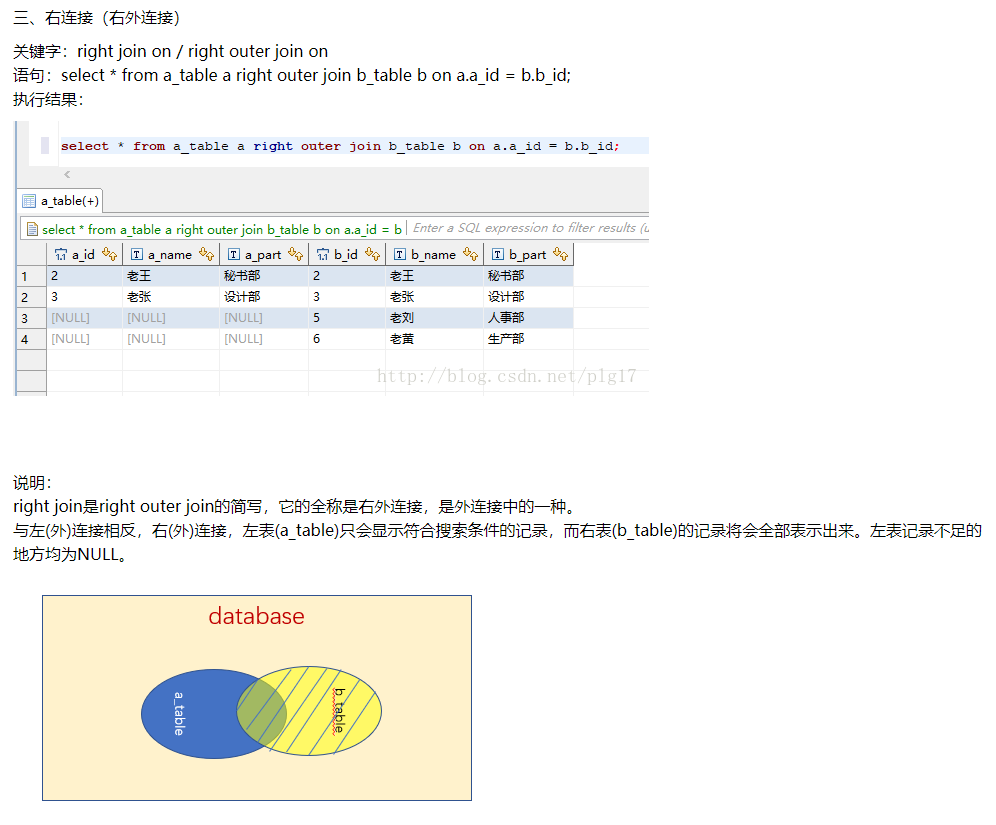 三、右连接（右外连接）
关键字：right join on / right outer join on
语句：select * from a_table a right outer join b_table b on a.a_id = b.b_id;
执行结果：
select * from a_table a right outer join b_table b on a.a_id = b.b_id;
<
a_table(+)
select * from a_table a right outer join b_table b on a.a_id = b Enter a SQL expression to filter results (u
a_id a_name a_part b_id b_name b_part
1 2 老王 秘书部 2 老王 秘书部
2 3 老张 设计部 3 老张 设计部
3 [NULL] [NULL] [NULL] 5 老刘 人事部
4 [NULL] [NULL] [NULL] 6 老黄 生产部
http://blog.csdn.net/plg17
说明：
right join是right outer join的简写，它的全称是右外连接，是外连接中的一种。
与左(外)连接相反，右(外)连接，左表(a_table)只会显示符合搜索条件的记录，而右表(b_table)的记录将会全部表示出来。左表记录不足的
地方均为NULL。
database
a_table
b_table